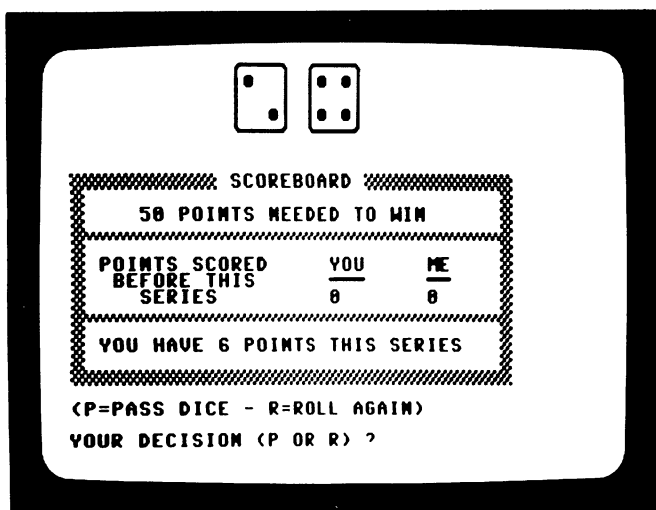 SCOREBOARD
50 POINTS NEEDED TO WIN
POINTS SCORED YOU ME
BEFORE THIS
SERIES 0 0
YOU HAVE 6 POINTS THIS SERIES
(P=PASS DICE - R=ROLL AGAIN)
YOUR DECISION (P OR R) ?